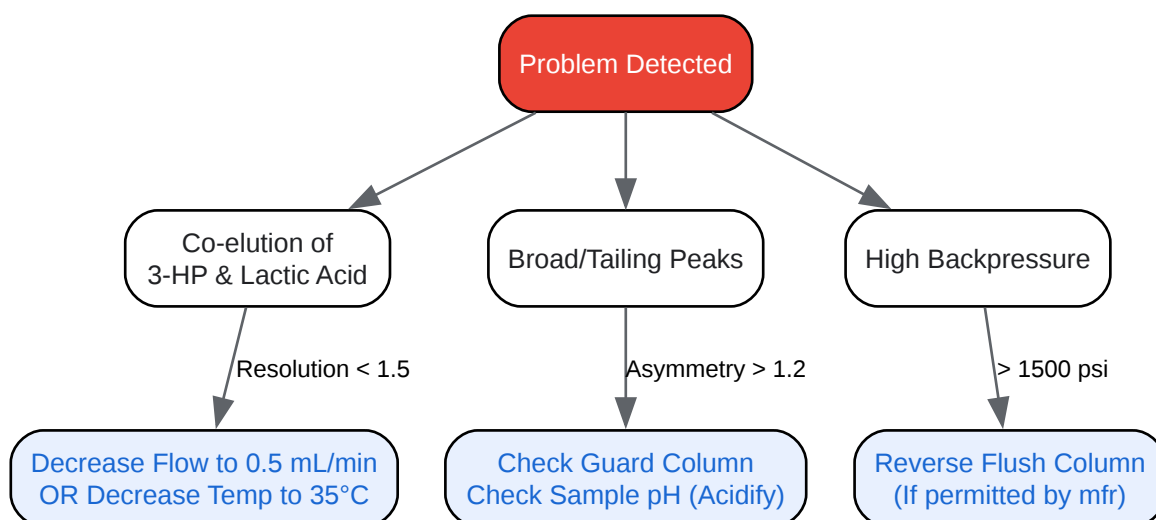 Problem Detected
Co-elution of
3-HP & Lactic Acid
Broad/Tailing Peaks
High Backpressure
Resolution < 1.5
Asymmetry > 1.2
> 1500 psi
Decrease Flow to 0.5 mL/min
OR Decrease Temp to 35°C
Check Guard Column
Check Sample pH (Acidify)
Reverse Flush Column
(If permitted by mfr)